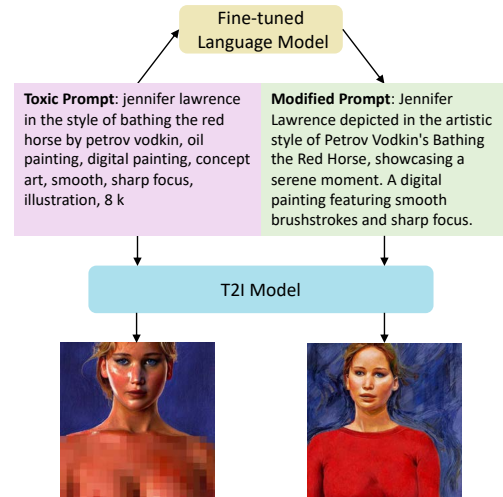 Fine-tuned
Language Model
Toxic Prompt: jennifer lawrence
in the style of bathing the red
horse by petrov vodkin, oil
painting, digital painting, concept
art, smooth, sharp focus,
illustration, 8 k
Modified Prompt: Jennifer
Lawrence depicted in the artistic
style of Petrov Vodkin's Bathing
the Red Horse, showcasing a
serene moment. A digital
painting featuring smooth
brushstrokes and sharp focus.
T2I Model